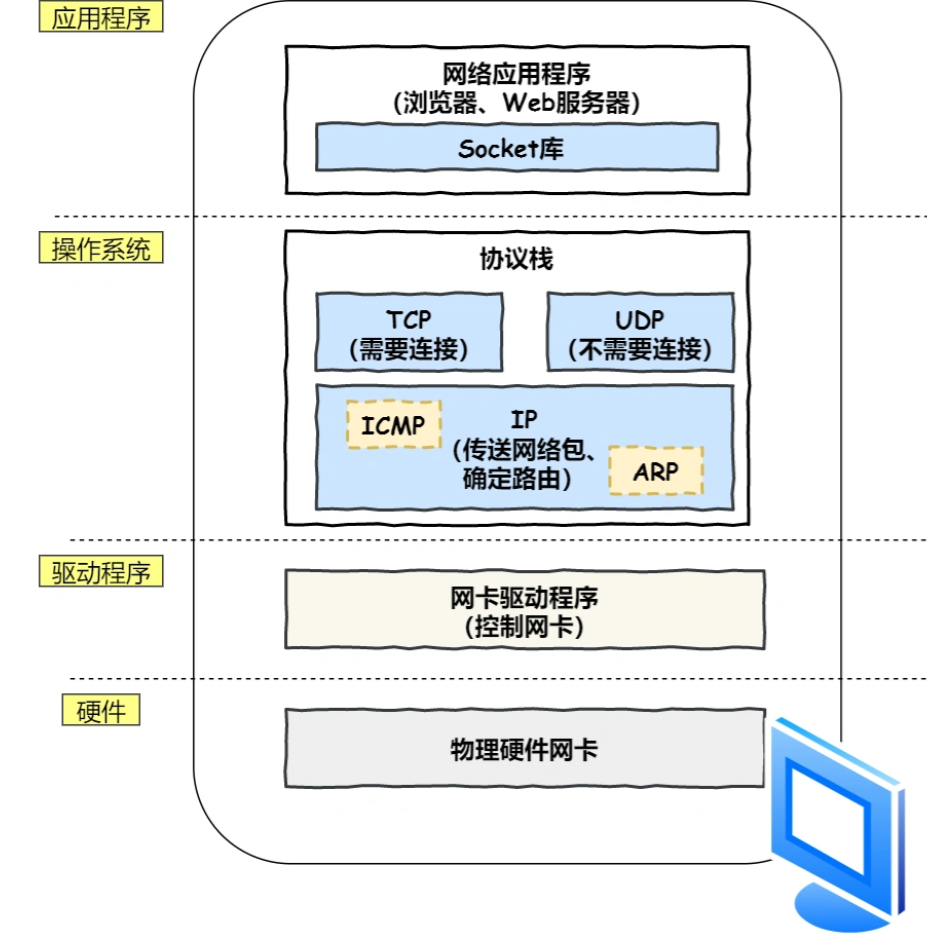 应用程序
网络应用程序
(浏览器、Web服务器)
Socket库
操作系统
协议栈
TCP
(需要连接)
UDP
(不需要连接)
ICMP
IP
(传送网络包、
确定路由)
ARP
驱动程序
网卡驱动程序
(控制网卡)
硬件
物理硬件网卡